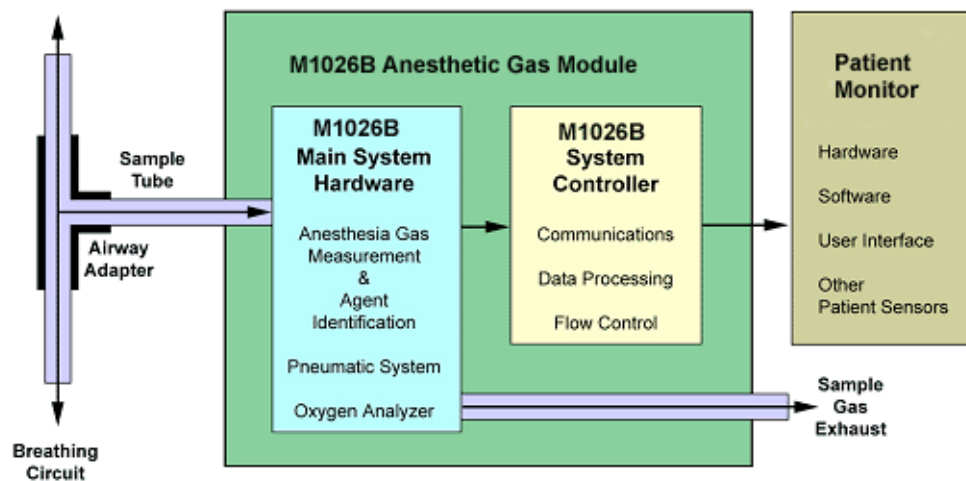 M1026B Anesthetic Gas Module
Patient
Monitor
Hardware
Software
User Interface
Other
Patient Sensors
M1026B
Main System
Hardware
Anesthesia Gas
Measurement
&
Agent
Identification
Pneumatic System
Oxygen Analyzer
M1026B
System
Controller
Communications
Data Processing
Flow Control
Sample
Tube
Airway
Adapter
Breathing
Circuit
Sample
Gas
Exhaust